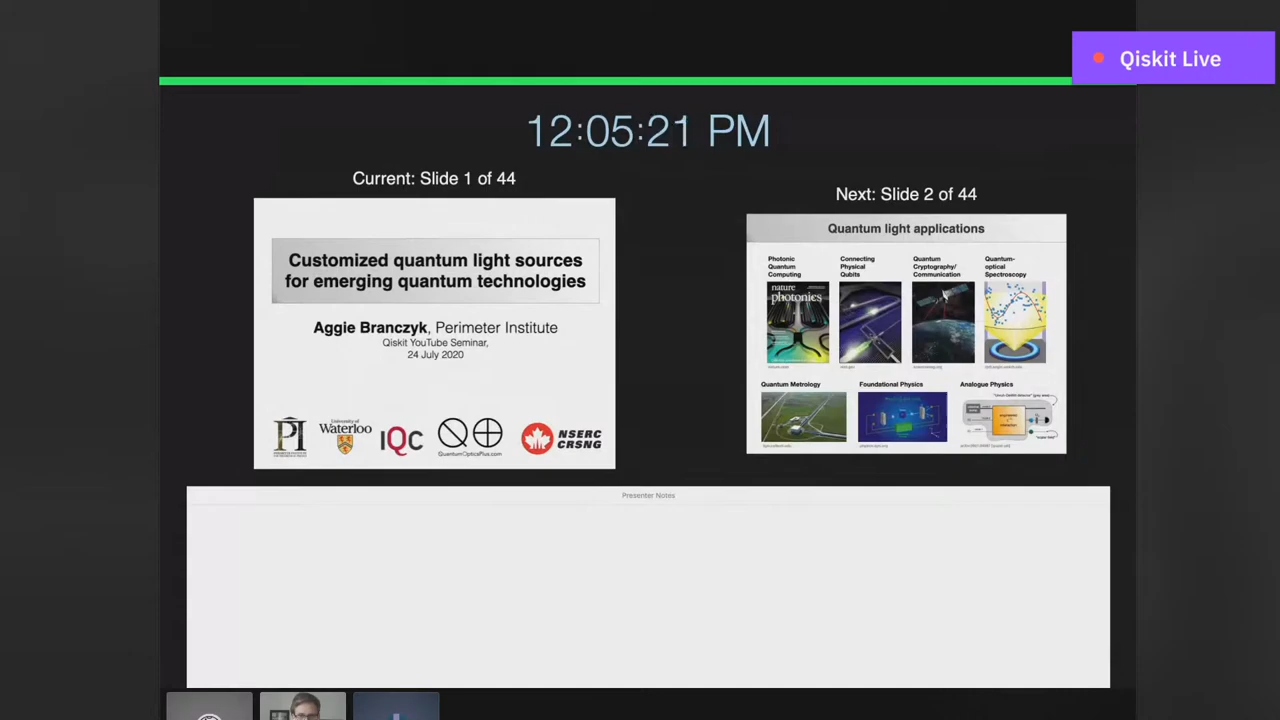 Qiskit Live
12:05:21 PM
Current: Slide 1 of 44
Customized quantum light sources
for emerging quantum technologies
Aggie Branczyk, Perimeter Institute
Qiskit YouTube Seminar,
24 July 2020
PI
University of
Waterloo
IQC
QuantumOpticsPlus.com
NSERC
CRSNG
Next: Slide 2 of 44
Quantum light applications
Photonic
Quantum
Computing
Connecting
Physical
Qubits
Quantum
Cryptography/
Communication
Quantum-
optical
Spectroscopy
nature
photonics
Quantum Metrology
Foundational Physics
Analogue Physics
Presenter Notes